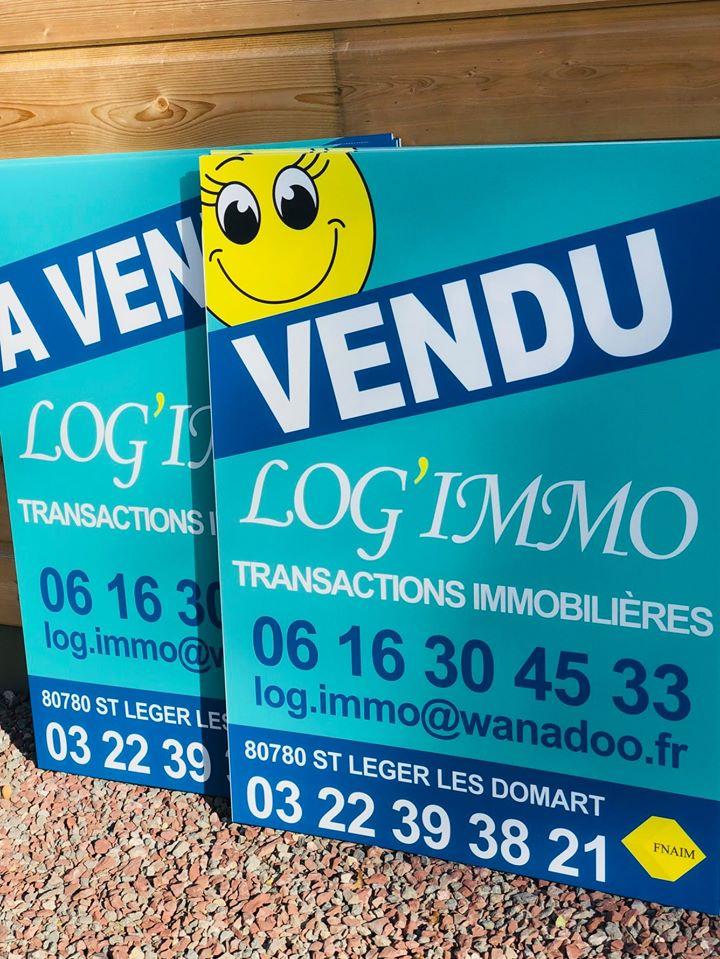 A VEN
LOG'I
TRANSACTIONS I
06 16 30
log.immo@w
80780 ST LEGER LES
03 22 39
VENDU
LOG'IMMO
TRANSACTIONS IMMOBILIÈRES
06 16 30 45 33
log.immo@wanadoo.fr
80780 ST LEGER LES DOMART
03 22 39 38 21
FNAIM